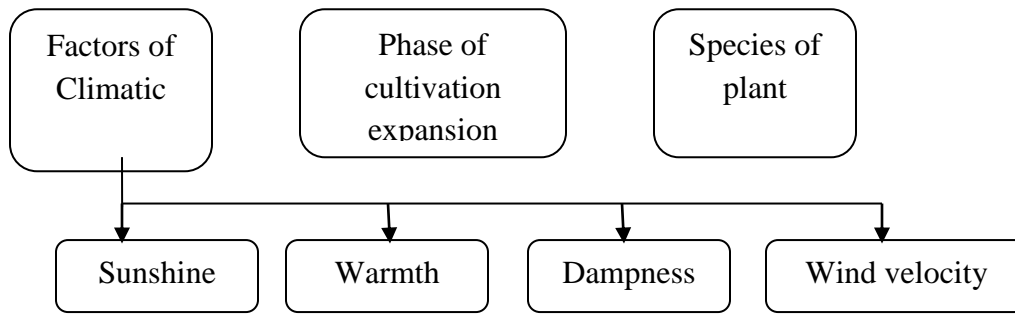 Factors of
Climatic
Phase of
cultivation
expansion
Species of
plant
Sunshine
Warmth
Dampness
Wind velocity